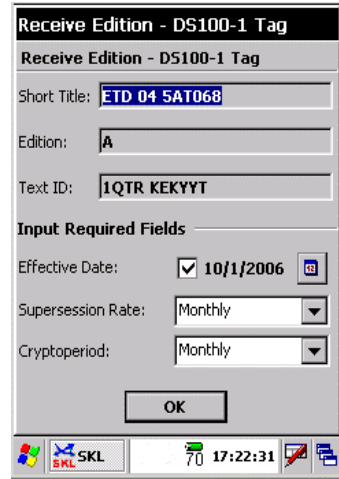 Receive Edition - DS100-1 Tag
Receive Edition - DS100-1 Tag
Short Title: ETD 04 5AT068
Edition: A
Text ID: 1QTR KEKYYT
Input Required Fields
Effective Date: 10/1/2006 12
Supersession Rate: Monthly
Cryptoperiod: Monthly
OK
SKL SKL 70 17:22:31